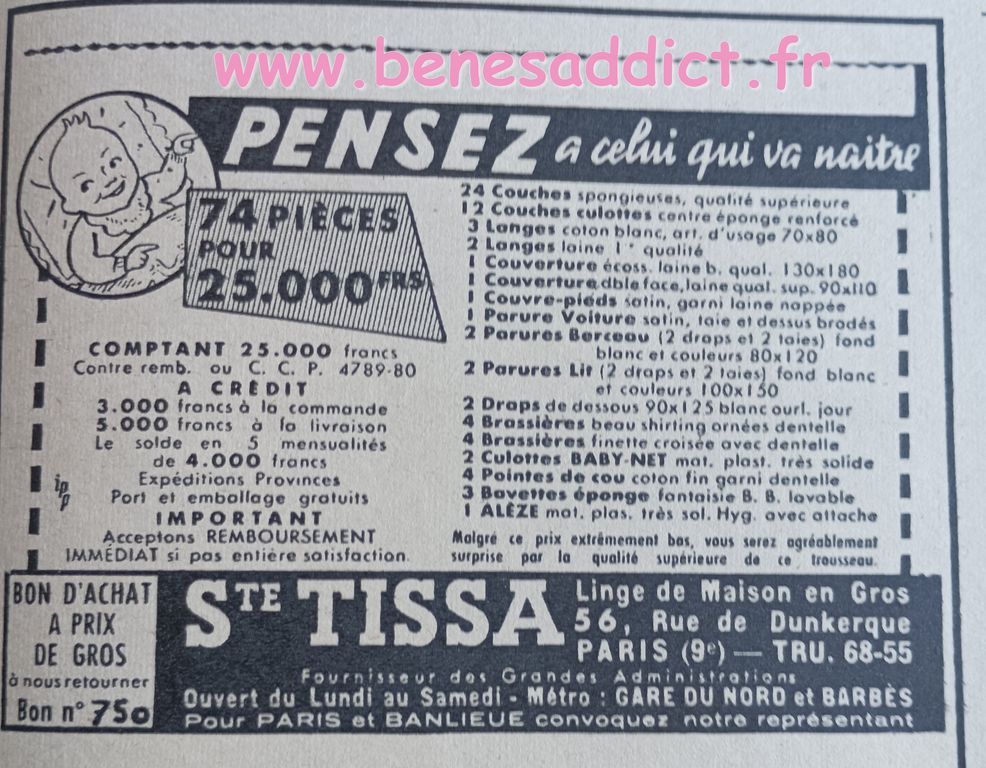 www.benesaddict.fr
PENSEZ a celui qui va naitre
74 PIÈCES
POUR
25.000 FRS
COMPTANT 25.000 francs
Contre remb. ou C. C. P. 4789-80
A CRÉDIT
3.000 francs à la commande
5.000 francs à la livraison
Le solde en 5 mensualités
de 4.000 francs
Expéditions Provinces
Port et emballage gratuits
IMPORTANT
Acceptons REMBOURSEMENT
IMMÉDIAT si pas entière satisfaction.
24 Couches spongieuses, qualité supérieure
12 Couches culottes centre éponge renforcé
3 Langes coton blanc, art. d'usage 70x80
2 Langes laine 1re qualité
1 Couverture écoss. laine b. qual. 130x180
1 Couverture dble face, laine qual. sup. 90x110
1 Couvre-pieds satin, garni laine nappée
1 Parure Voiture satin, taie et dessus brodés
2 Parures Berceau (2 draps et 2 taies) fond
blanc et couleurs 80x120
2 Parures Lit (2 draps et 2 taies) fond blanc
et couleurs 100x150
2 Draps de dessous 90x125 blanc ourl. jour
4 Brassières beau shirting ornées dentelle
4 Brassières finette croisée avec dentelle
2 Culottes BABY-NET mat. plast. très solide
4 Pointes de cou coton fin garni dentelle
3 Bavettes éponge fantaisie B. B. lavable
1 ALÈZE mat. plas. très sol. Hyg. avec attache
Malgré ce prix extrêmement bas, vous serez agréablement
surprise par la qualité supérieure de ce trousseau.
ipp
BON D'ACHAT
A PRIX
DE GROS
à nous retourner
Bon n° 750
STE TISSA
Linge de Maison en Gros
56, Rue de Dunkerque
PARIS (9e) — TRU. 68-55
Fournisseur des Grandes Administrations
Ouvert du Lundi au Samedi - Métro : GARE DU NORD et BARBÈS
Pour PARIS et BANLIEUE convoquez notre représentant